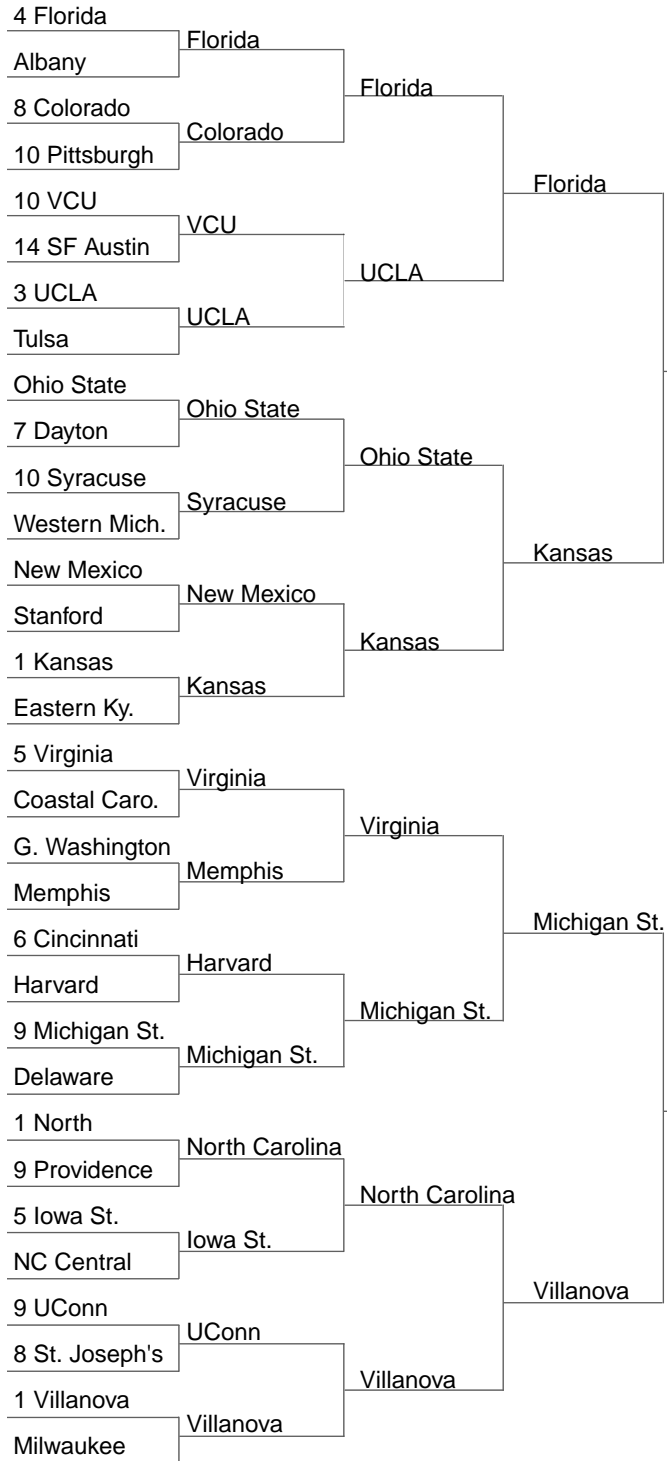 4 Florida
Albany
8 Colorado
10 Pittsburgh
10 VCU
14 SF Austin
3 UCLA
Tulsa
Ohio State
7 Dayton
10 Syracuse
Western Mich.
New Mexico
Stanford
1 Kansas
Eastern Ky.
5 Virginia
Coastal Caro.
G. Washington
Memphis
6 Cincinnati
Harvard
9 Michigan St.
Delaware
1 North
9 Providence
5 Iowa St.
NC Central
9 UConn
8 St. Joseph's
1 Villanova
Milwaukee
Florida
Colorado
VCU
UCLA
Ohio State
Syracuse
New Mexico
Kansas
Virginia
Memphis
Harvard
Michigan St.
North Carolina
Iowa St.
UConn
Villanova
Florida
UCLA
Ohio State
Kansas
Virginia
Michigan St.
North Carolina
Villanova
Florida
Kansas
Michigan St.
Villanova